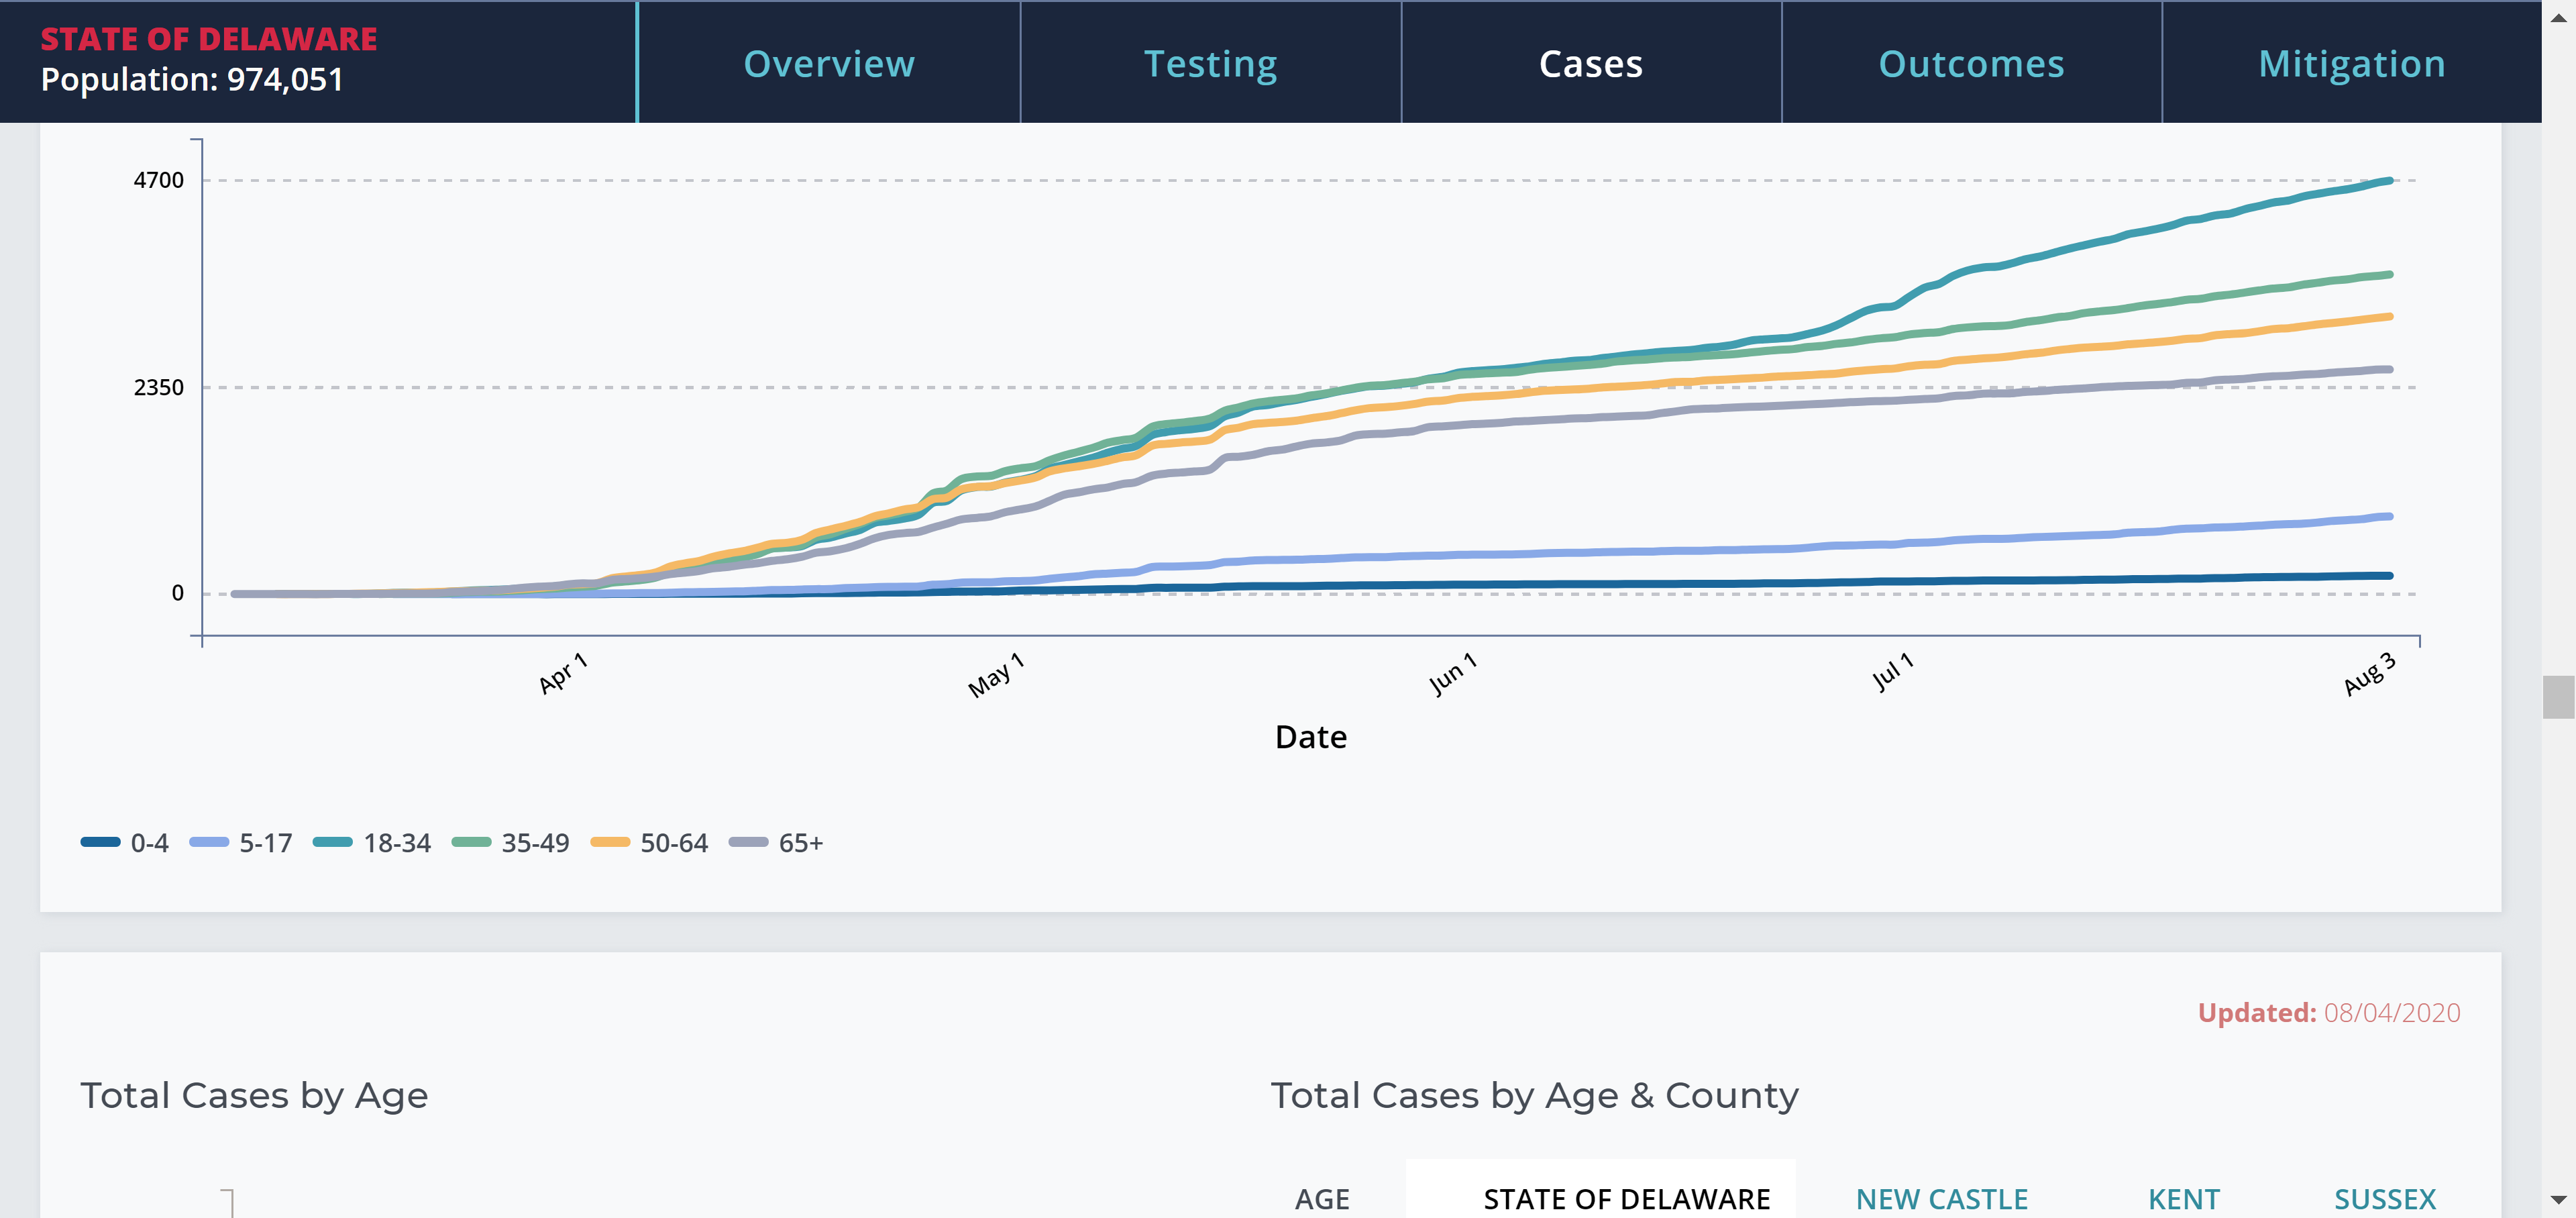 STATE OF DELAWARE
Population: 974,051
Overview
Testing
Cases
Outcomes
Mitigation
4700
2350
0
Apr 1
May 1
Jun 1
Jul 1
Aug 3
Date
0-4
5-17
18-34
35-49
50-64
65+
Updated: 08/04/2020
Total Cases by Age
Total Cases by Age & County
AGE
STATE OF DELAWARE
NEW CASTLE
KENT
SUSSEX